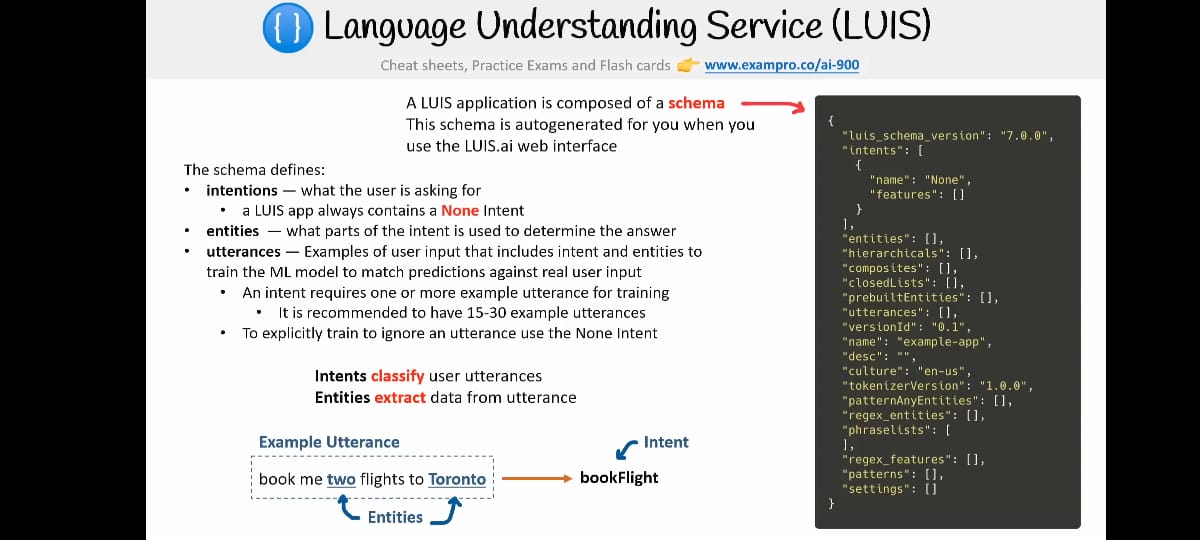 { } Language Understanding Service (LUIS)
Cheat sheets, Practice Exams and Flash cards 👉 www.exampro.co/ai-900
A LUIS application is composed of a schema
This schema is autogenerated for you when you
use the LUIS.ai web interface
The schema defines:
• intentions — what the user is asking for
• a LUIS app always contains a None Intent
• entities — what parts of the intent is used to determine the answer
• utterances — Examples of user input that includes intent and entities to
train the ML model to match predictions against real user input
• An intent requires one or more example utterance for training
• It is recommended to have 15-30 example utterances
• To explicitly train to ignore an utterance use the None Intent
Intents classify user utterances
Entities extract data from utterance
Example Utterance
book me two flights to Toronto
Entities
Intent
bookFlight
{
"luis_schema_version": "7.0.0",
"intents": [
{
"name": "None",
"features": []
}
],
"entities": [],
"hierarchicals": [],
"composites": [],
"closedLists": [],
"prebuiltEntities": [],
"utterances": [],
"versionId": "0.1",
"name": "example-app",
"desc": "",
"culture": "en-us",
"tokenizerVersion": "1.0.0",
"patternAnyEntities": [],
"regex_entities": [],
"phraselists": [
],
"regex_features": [],
"patterns": [],
"settings": []
}